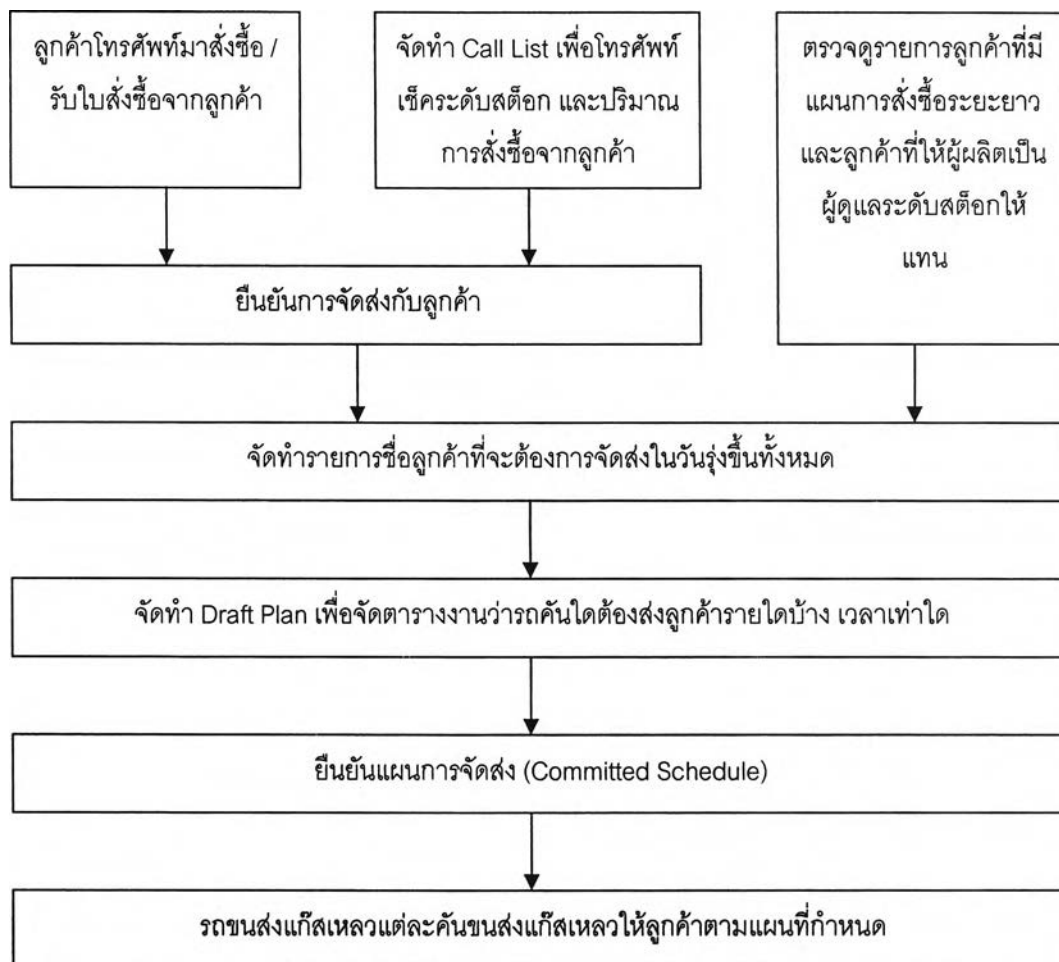 ลูกค้าโทรศัพท์มาสั่งซื้อ /
รับใบสั่งซื้อจากลูกค้า
จัดทำ Call List เพื่อโทรศัพท์
เช็คระดับสต็อก และปริมาณ
การสั่งซื้อจากลูกค้า
ตรวจดูรายการลูกค้าที่มี
แผนการสั่งซื้อระยะยาว
และลูกค้าที่ให้ผู้ผลิตเป็น
ผู้ดูแลระดับสต็อกให้
แทน
ยืนยันการจัดส่งกับลูกค้า
จัดทำรายการชื่อลูกค้าที่จะต้องการจัดส่งในวันรุ่งขึ้นทั้งหมด
จัดทำ Draft Plan เพื่อจัดตารางงานว่ารถคันใดต้องส่งลูกค้ารายใดบ้าง เวลาเท่าใด
ยืนยันแผนการจัดส่ง (Committed Schedule)
รถขนส่งแก๊สเหลวแต่ละคันขนส่งแก๊สเหลวให้ลูกค้าตามแผนที่กำหนด